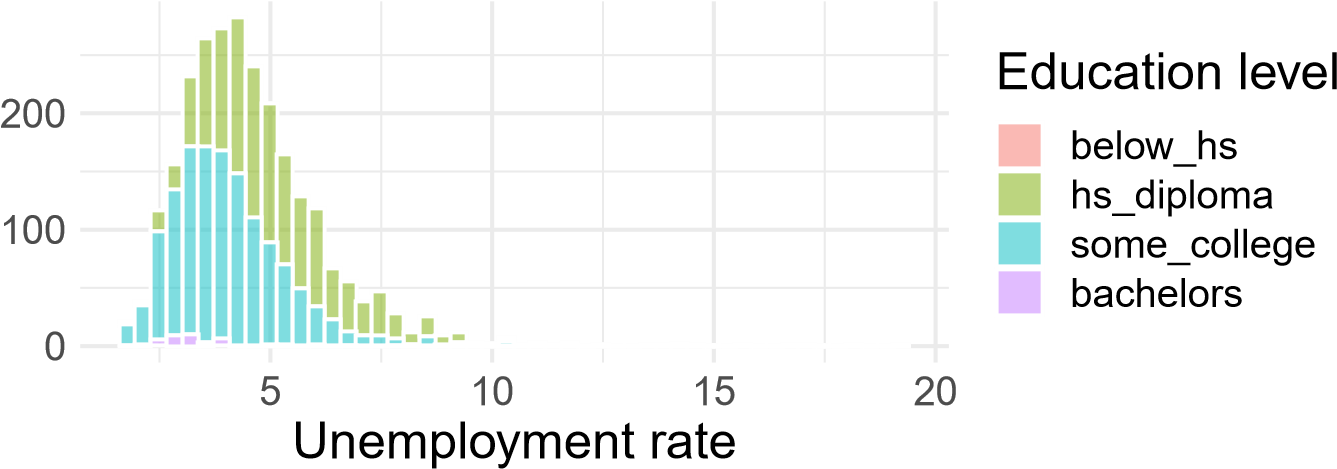 200
100
0
5 10 15 20
Unemployment rate
Education level
below_hs
hs_diploma
some_college
bachelors